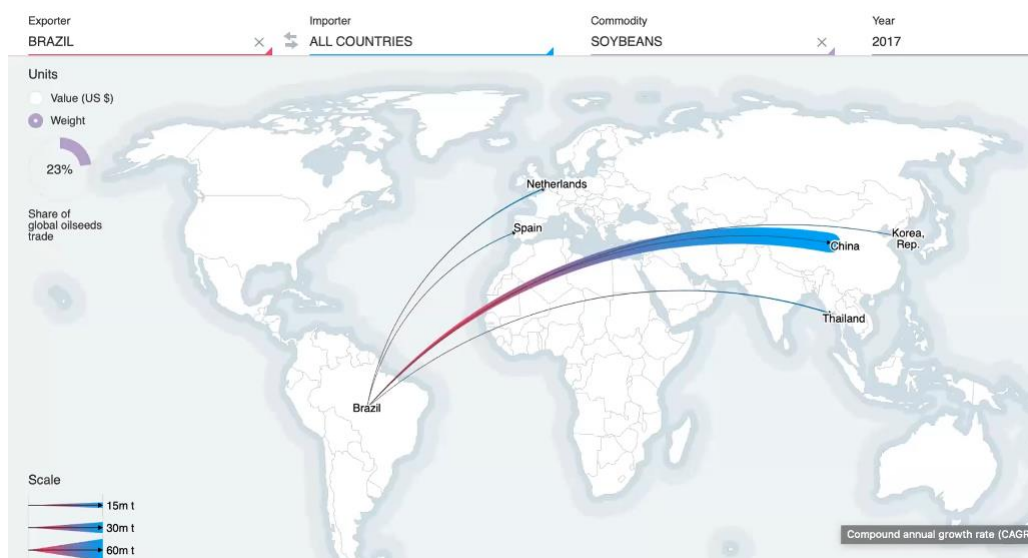 Exporter
BRAZIL
Importer
ALL COUNTRIES
Commodity
SOYBEANS
Year
2017
Units
Value (US $)
Weight
23%
Share of
global oilseeds
trade
Netherlands
Spain
China
Korea,
Rep.
Thailand
Brazil
Scale
15m t
30m t
60m t
Compound annual growth rate (CAGR